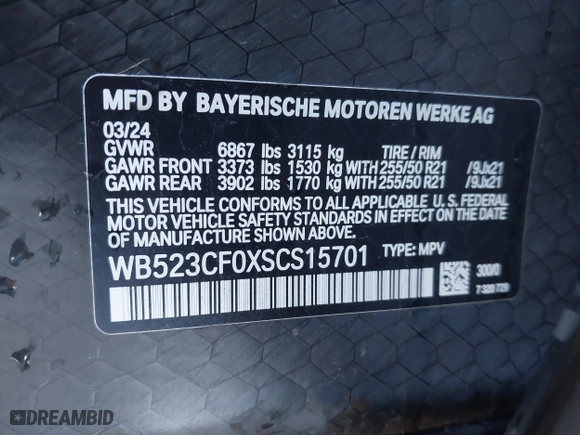 MFD BY BAYERISCHE MOTOREN WERKE AG
03/24
GVWR 6867 lbs 3115 kg TIRE / RIM
GAWR FRONT 3373 lbs 1530 kg WITH 255/50 R21 /9Jx21
GAWR REAR 3902 lbs 1770 kg WITH 255/50 R21 /9Jx21
THIS VEHICLE CONFORMS TO ALL APPLICABLE U. S. FEDERAL
MOTOR VEHICLE SAFETY STANDARDS IN EFFECT ON THE DATE
OF MANUFACTURE SHOWN ABOVE.
WB523CF0XSCS15701 TYPE: MPV
300/0
DREAMBID